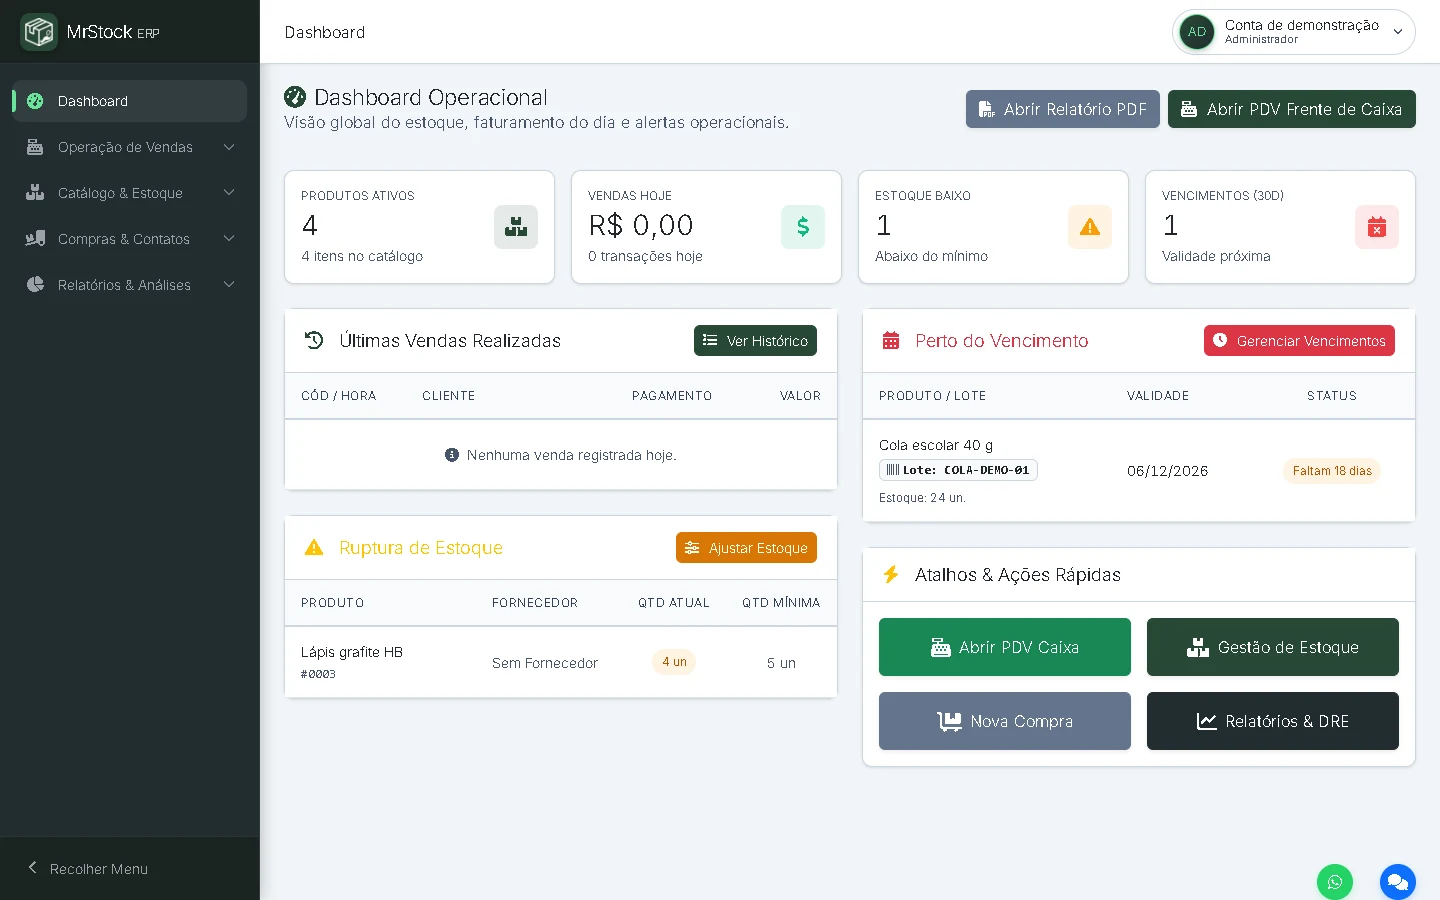 MrStock ERP
Dashboard
Operação de Vendas
Catálogo & Estoque
Compras & Contatos
Relatórios & Análises
Recolher Menu
Dashboard
AD
Conta de demonstração
Administrador
Dashboard Operacional
Visão global do estoque, faturamento do dia e alertas operacionais.
PDF
Abrir Relatório PDF
Abrir PDV Frente de Caixa
PRODUTOS ATIVOS
4
4 itens no catálogo
VENDAS HOJE
R$ 0,00
0 transações hoje
ESTOQUE BAIXO
1
Abaixo do mínimo
VENCIMENTOS (30D)
1
Validade próxima
Últimas Vendas Realizadas
Ver Histórico
CÓD / HORA CLIENTE PAGAMENTO VALOR
Nenhuma venda registrada hoje.
Ruptura de Estoque
Ajustar Estoque
PRODUTO FORNECEDOR QTD ATUAL QTD MÍNIMA
Lápis grafite HB
#0003
Sem Fornecedor
4 un
5 un
Perto do Vencimento
Gerenciar Vencimentos
PRODUTO / LOTE VALIDADE STATUS
Cola escolar 40 g
Lote: COLA-DEMO-01
Estoque: 24 un.
06/12/2026
Faltam 18 dias
Atalhos & Ações Rápidas
Abrir PDV Caixa
Gestão de Estoque
Nova Compra
Relatórios & DRE